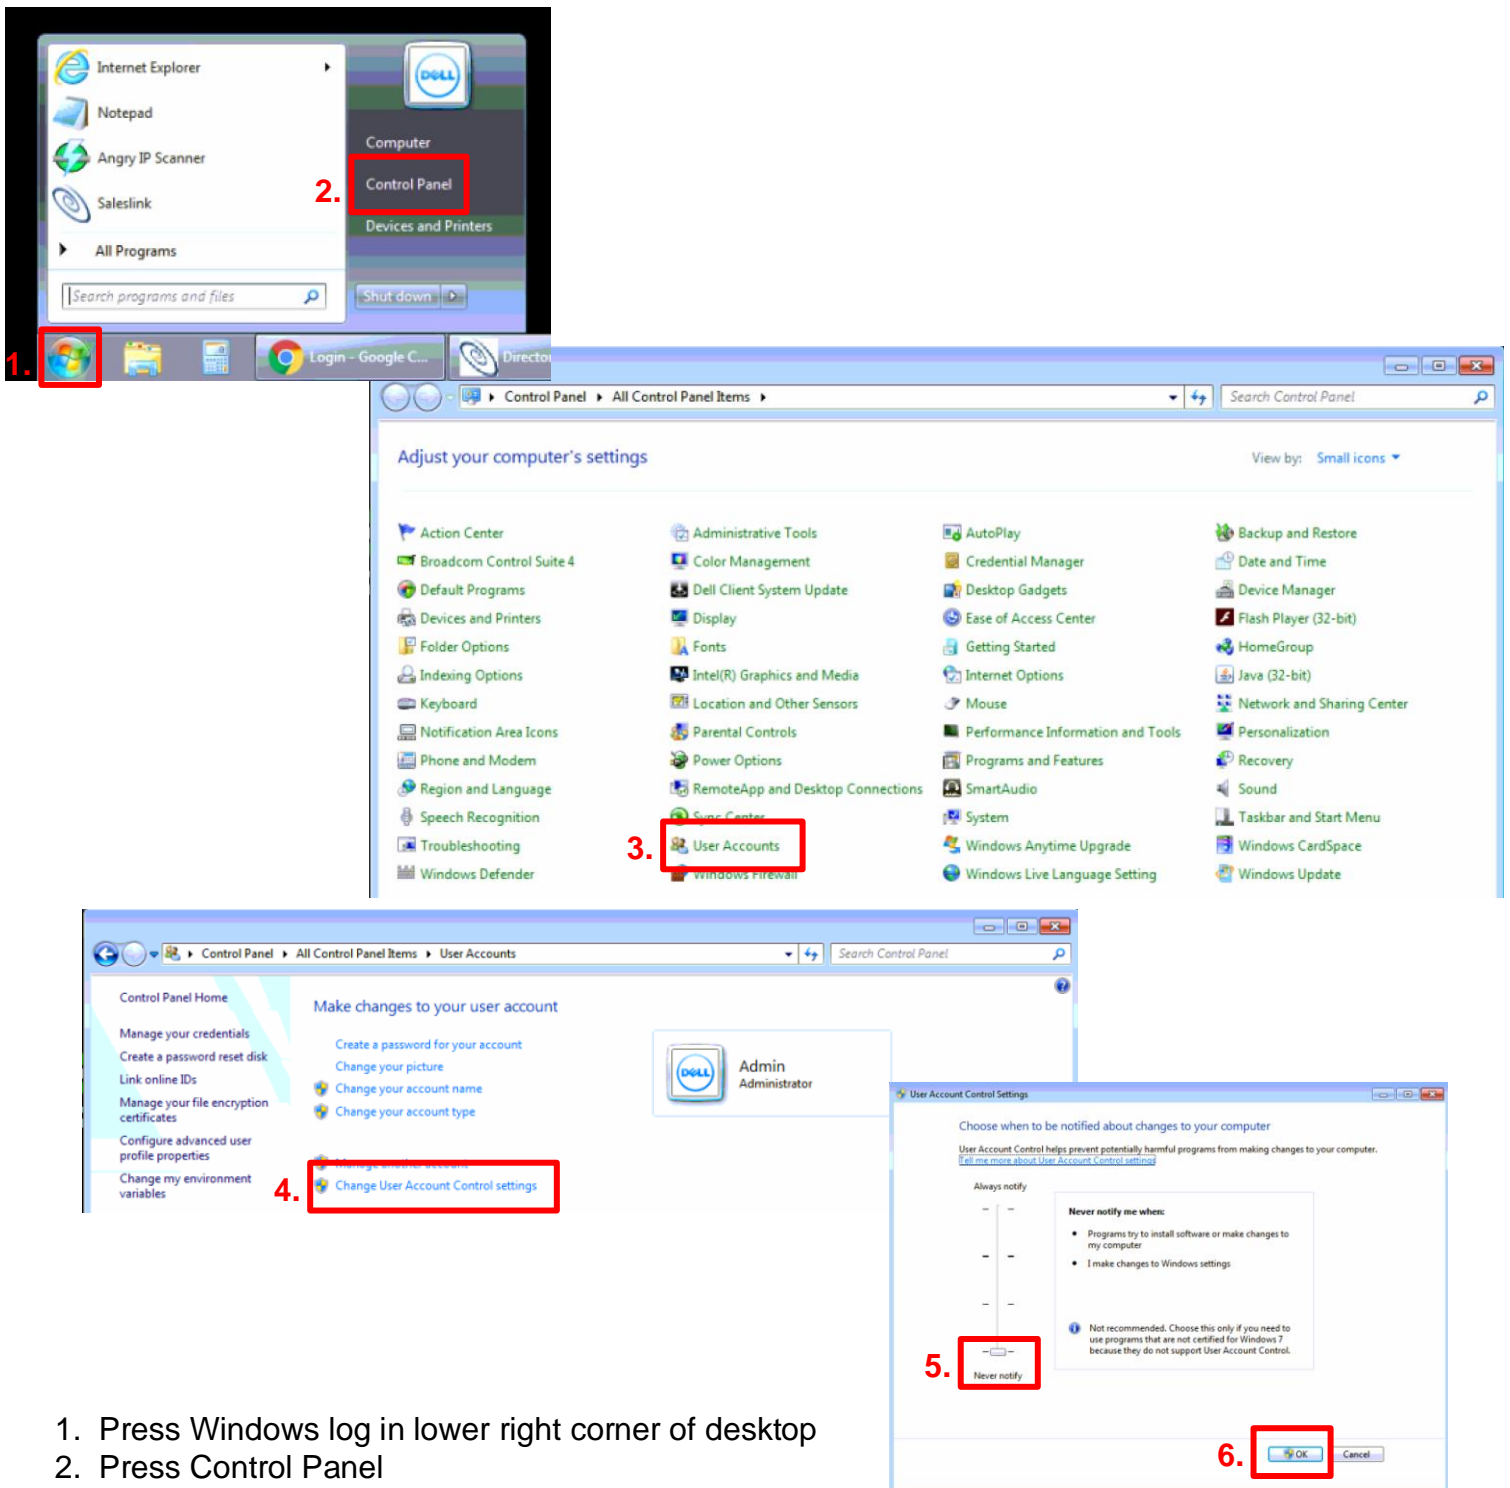 Internet Explorer
Notepad
Angry IP Scanner
Saleslink
All Programs
Search programs and files
DELL
Computer
2. Control Panel
Devices and Printers
Shut down
1. Login - Google C... Directo
Control Panel All Control Panel Items Search Control Panel
Adjust your computer's settings View by: Small icons
Action Center Administrative Tools AutoPlay Backup and Restore
Broadcom Control Suite 4 Color Management Credential Manager Date and Time
Default Programs Dell Client System Update Desktop Gadgets Device Manager
Devices and Printers Display Ease of Access Center Flash Player (32-bit)
Folder Options Fonts Getting Started HomeGroup
Indexing Options Intel(R) Graphics and Media Internet Options Java (32-bit)
Keyboard Location and Other Sensors Mouse Network and Sharing Center
Notification Area Icons Parental Controls Performance Information and Tools Personalization
Phone and Modem Power Options Programs and Features Recovery
Region and Language RemoteApp and Desktop Connections SmartAudio Sound
Speech Recognition Sync Center System Taskbar and Start Menu
Troubleshooting 3. User Accounts Windows Anytime Upgrade Windows CardSpace
Windows Defender Windows Firewall Windows Live Language Setting Windows Update
Control Panel All Control Panel Items User Accounts Search Control Panel
Control Panel Home
Manage your credentials
Create a password reset disk
Link online IDs
Manage your file encryption
certificates
Configure advanced user
profile properties
Change my environment
variables
Make changes to your user account
Create a password for your account
Change your picture
Change your account name
Change your account type
Manage another account
4. Change User Account Control settings
DELL
Admin
Administrator
User Account Control Settings
Choose when to be notified about changes to your computer
User Account Control helps prevent potentially harmful programs from making changes to your computer.
Tell me more about User Account Control settings
Always notify
Never notify me when:
• Programs try to install software or make changes to
my computer
• I make changes to Windows settings
Not recommended. Choose this only if you need to
use programs that are not certified for Windows 7
because they do not support User Account Control.
5. Never notify
6. OK Cancel
1. Press Windows log in lower right corner of desktop
2. Press Control Panel